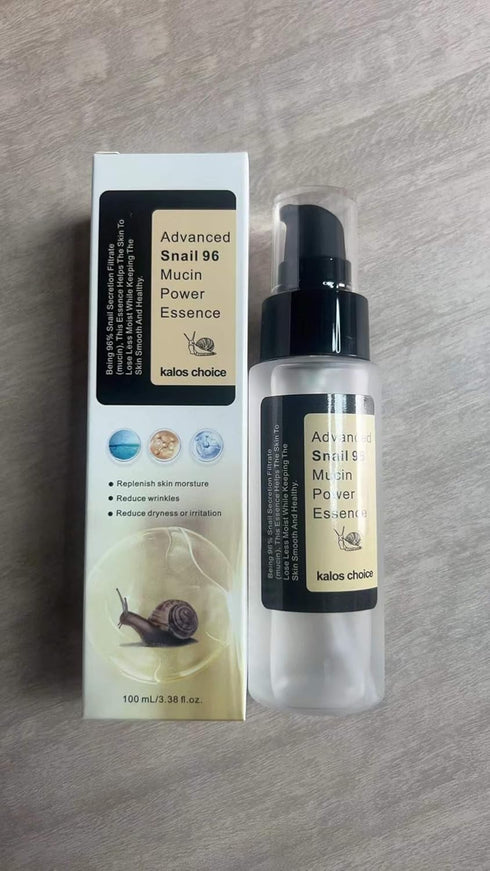 Being 96% Snail Secretion Filtrate
(mucin), This Essence Helps The Skin To
Lose Less Moist While Keeping The
Skin Smooth And Healthy.
Advanced
Snail 96
Mucin
Power
Essence
kalos choice
Replenish skin morsture
Reduce wrinkles
Reduce dryness or irritation
100 mL/3.38 fl.oz.
Being 96% Snail Secretion Filtrate
(mucin), This Essence Helps The Skin To
Lose Less Moist While Keeping The
Skin Smooth And Healthy.
Advanced
Snail 96
Mucin
Power
Essence
kalos choice